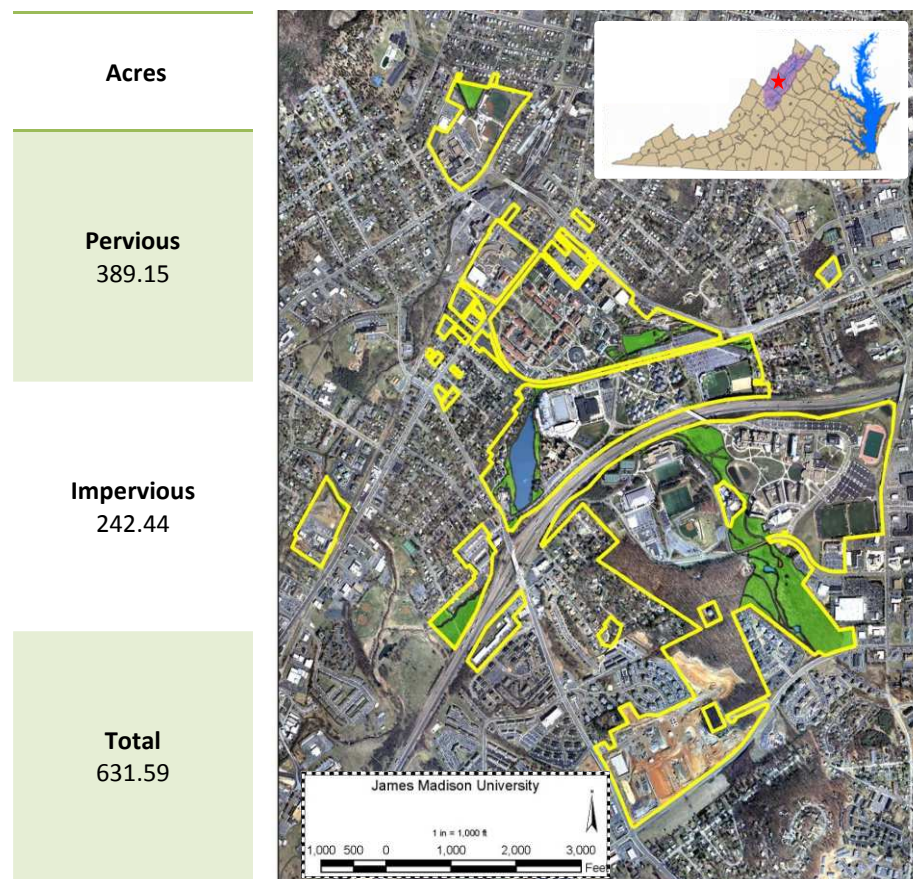 Acres
Pervious
389.15
Impervious
242.44
Total
631.59
James Madison University
1 in = 1,000 ft
1,000 500 0 1,000 2,000 3,000
Feet